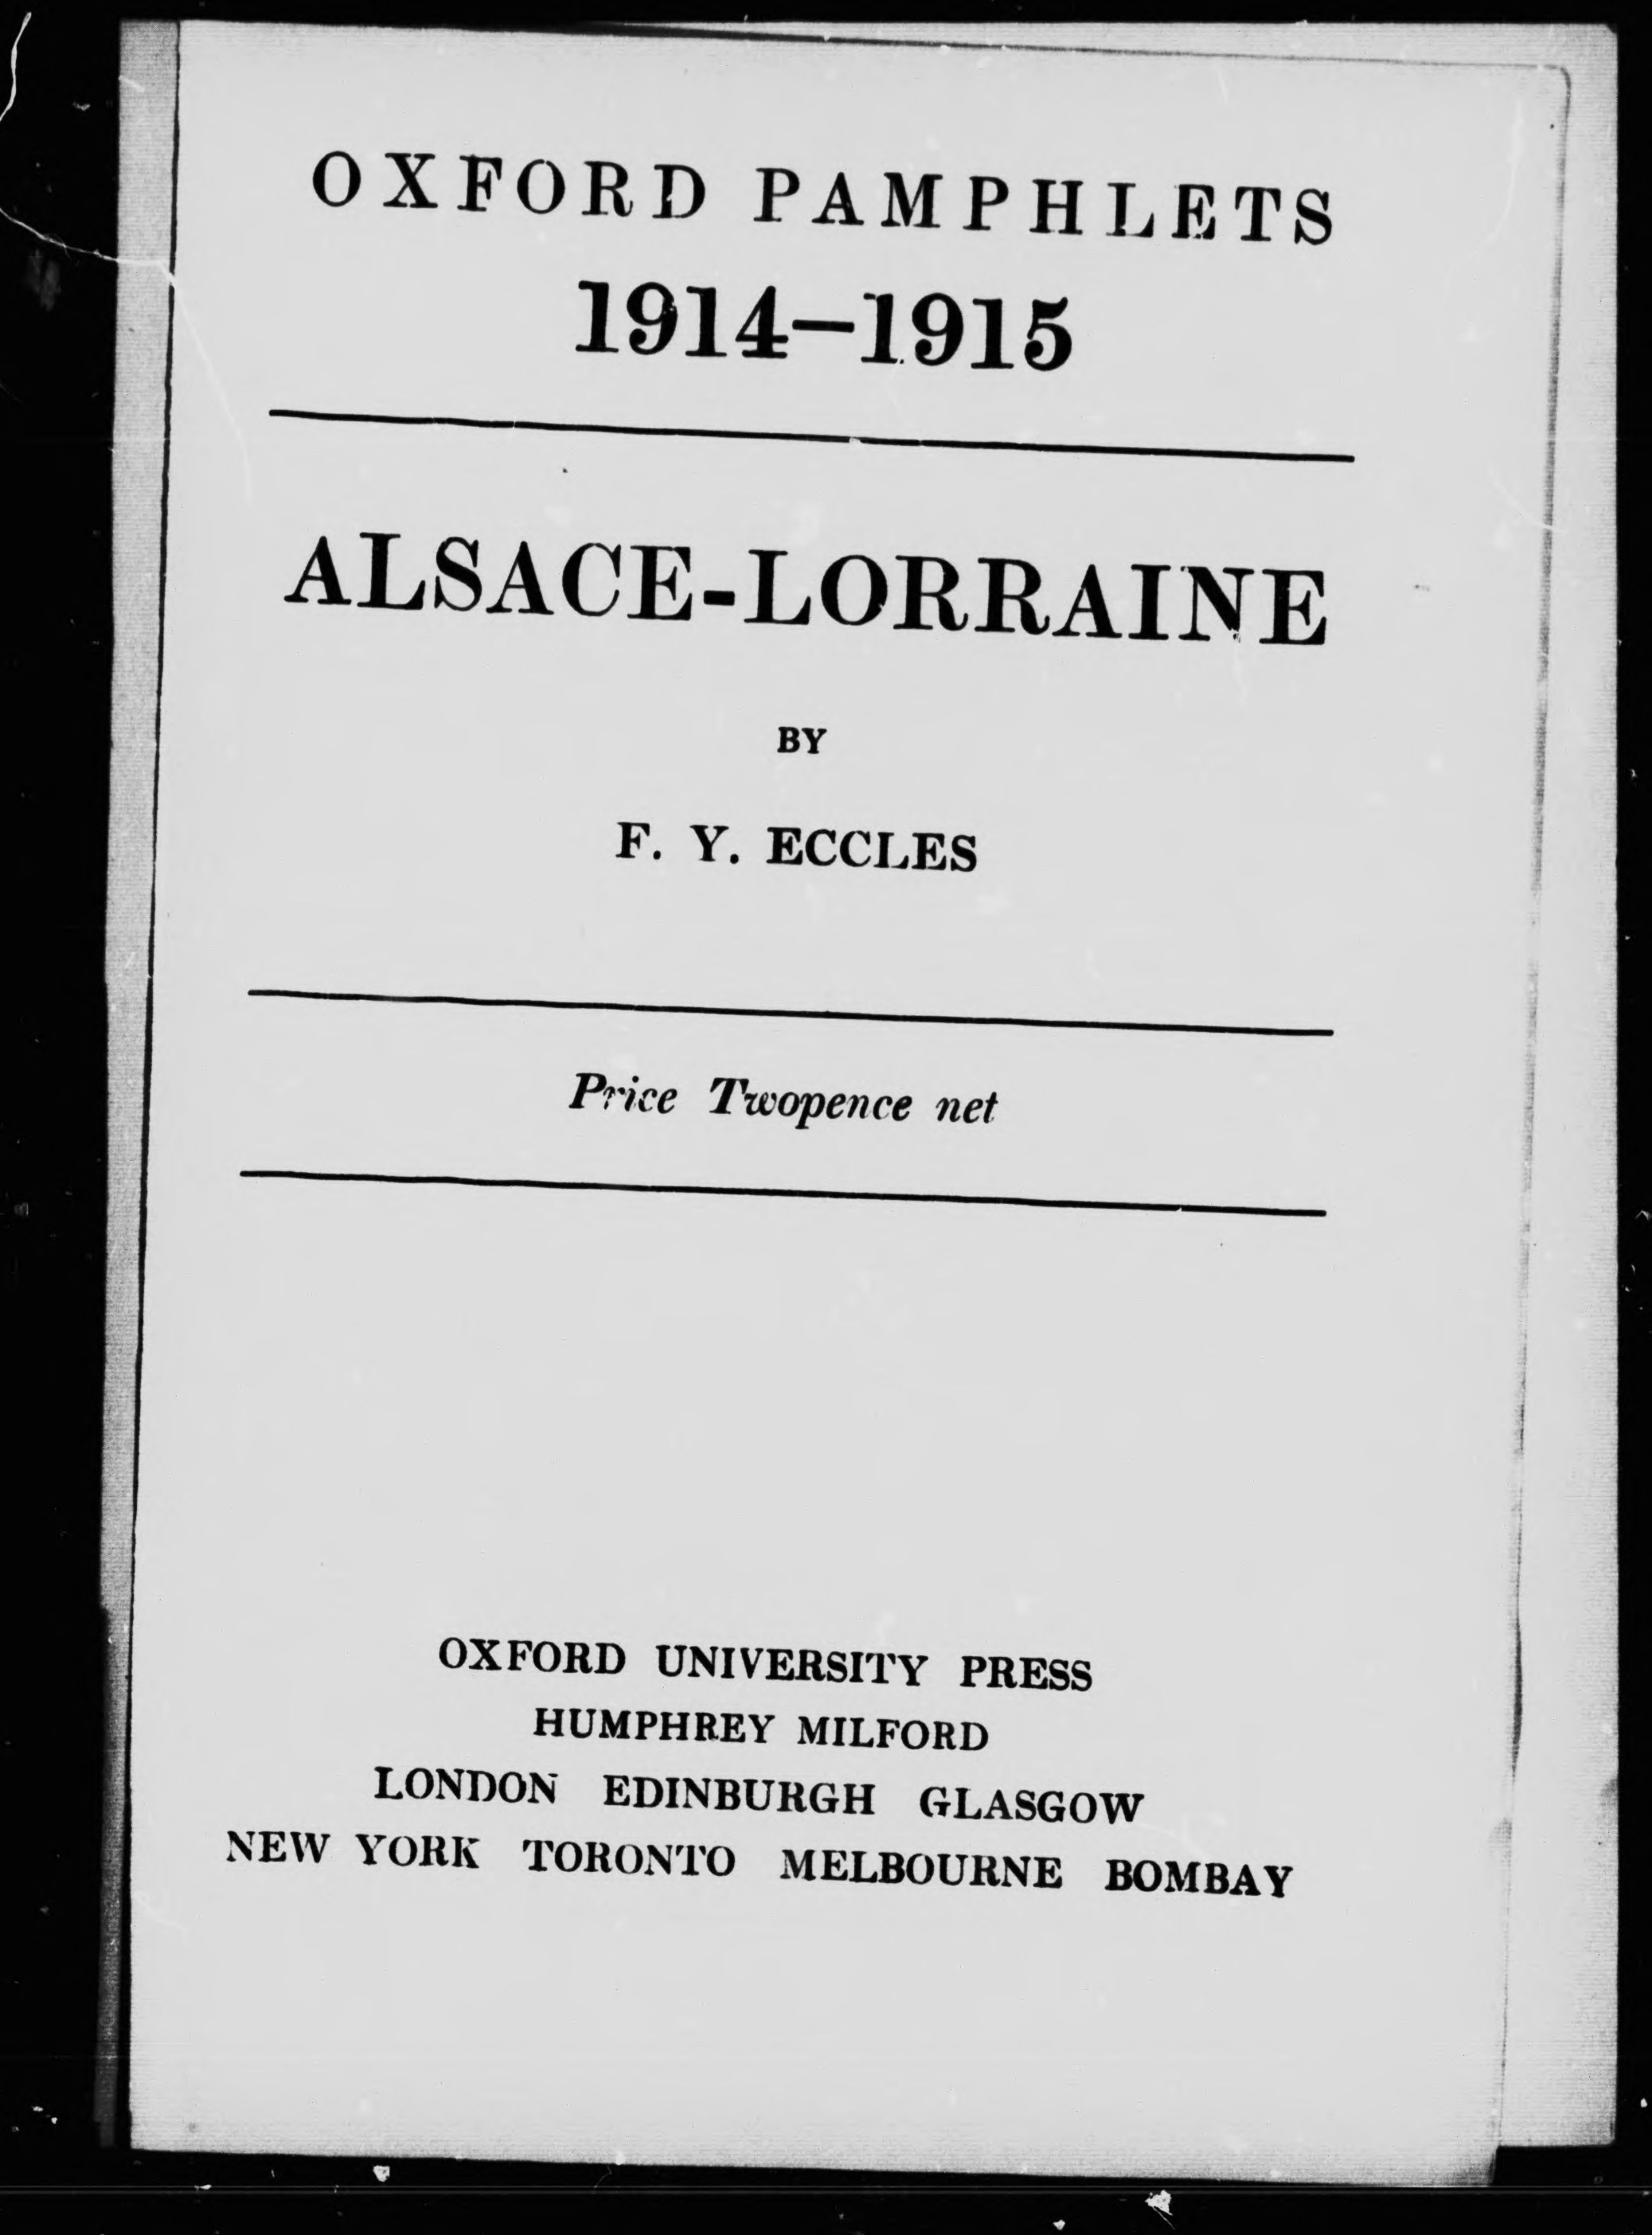 OXFORD PAMPHLETS
1914–1915
ALSACE-LORRAINE
BY
F. Y. ECCLES
Price Twopence net
OXFORD UNIVERSITY PRESS
HUMPHREY MILFORD
LONDON EDINBURGH GLASGOW
NEW YORK TORONTO MELBOURNE BOMBAY